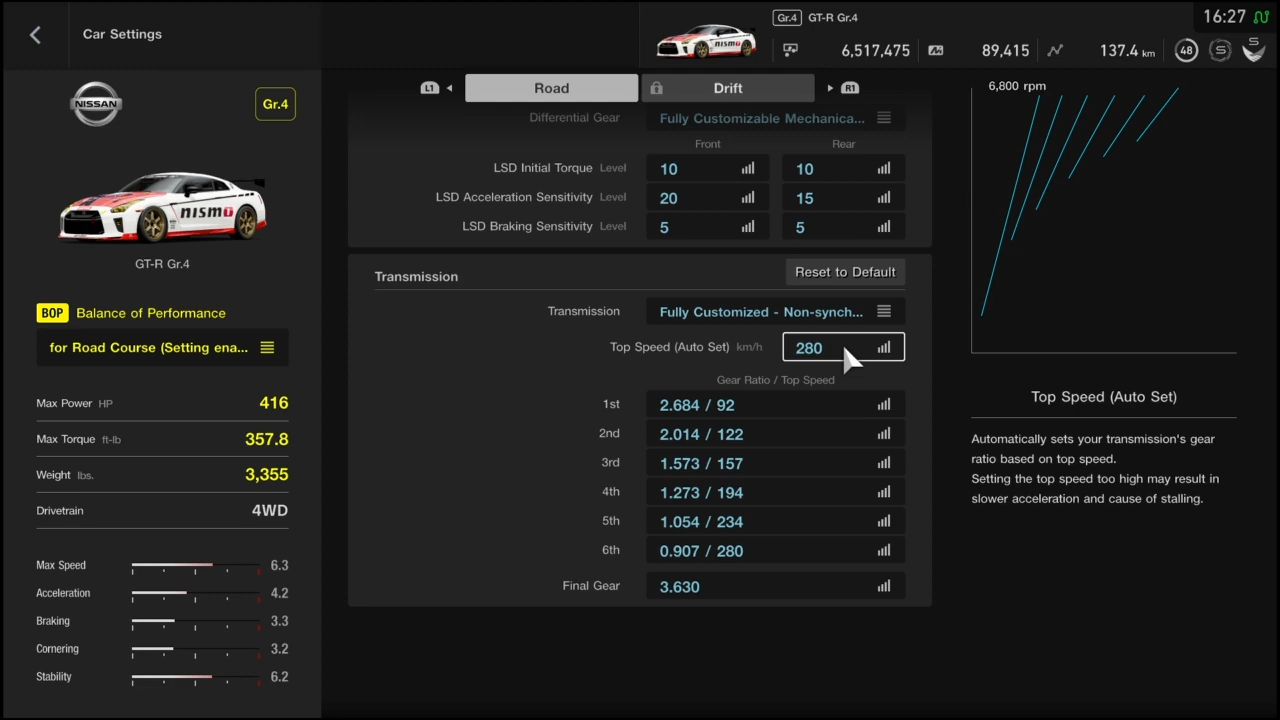 Car Settings
Gr.4 GT-R Gr.4
6,517,475 89,415 137.4 km 48 S S
16:27
NISSAN
Gr.4
nismo
GT-R Gr.4
BOP Balance of Performance
for Road Course (Setting ena...
Max Power HP 416
Max Torque ft-lb 357.8
Weight lbs. 3,355
Drivetrain 4WD
Max Speed 6.3
Acceleration 4.2
Braking 3.3
Cornering 3.2
Stability 6.2
L1 Road Drift R1
Differential Gear Fully Customizable Mechanica...
Front Rear
LSD Initial Torque Level 10 10
LSD Acceleration Sensitivity Level 20 15
LSD Braking Sensitivity Level 5 5
Transmission Reset to Default
Transmission Fully Customized - Non-synch...
Top Speed (Auto Set) km/h 280
Gear Ratio / Top Speed
1st 2.684 / 92
2nd 2.014 / 122
3rd 1.573 / 157
4th 1.273 / 194
5th 1.054 / 234
6th 0.907 / 280
Final Gear 3.630
6,800 rpm
Top Speed (Auto Set)
Automatically sets your transmission's gear
ratio based on top speed.
Setting the top speed too high may result in
slower acceleration and cause of stalling.